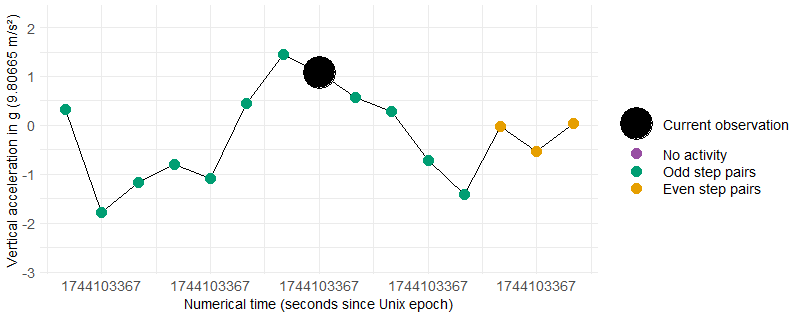 Vertical acceleration in g (9.80665 m/s²)
2
1
0
-1
-2
-3
1744103367 1744103367 1744103367 1744103367 1744103367
Numerical time (seconds since Unix epoch)
Current observation
No activity
Odd step pairs
Even step pairs